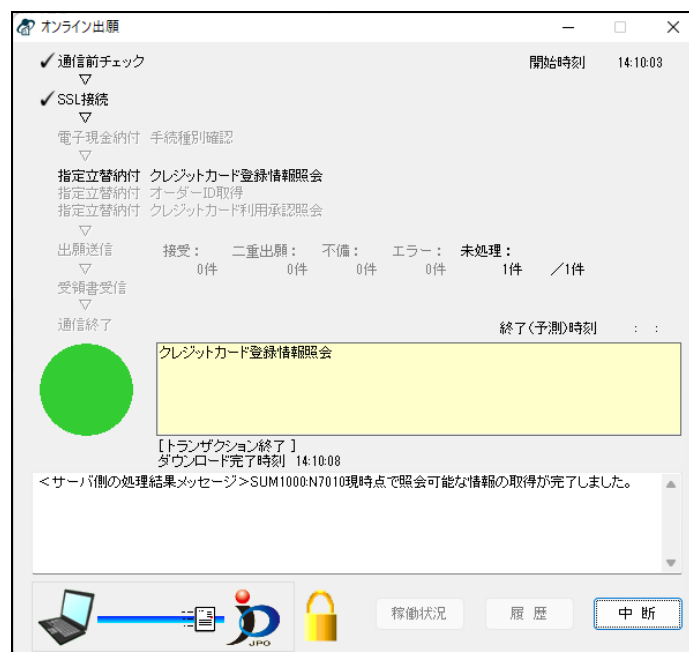 オンライン出願
通信前チェック 開始時刻 14:10:03
▽
SSL接続
▽
電子現金納付 手続種別確認
▽
指定立替納付 クレジットカード登録情報照会
指定立替納付 オーダーID取得
指定立替納付 クレジットカード利用承認照会
▽
出願送信 接受： 二重出願： 不備： エラー： 未処理：
▽ 0件 0件 0件 0件 1件 ／1件
受領書受信
▽
通信終了 終了(予測)時刻 : :
クレジットカード登録情報照会
[トランザクション終了 ]
ダウンロード完了時刻 14:10:08
＜サーバ側の処理結果メッセージ＞SUM1000:N7010現時点で照会可能な情報の取得が完了しました。
稼働状況 履 歴 中 断
JPO